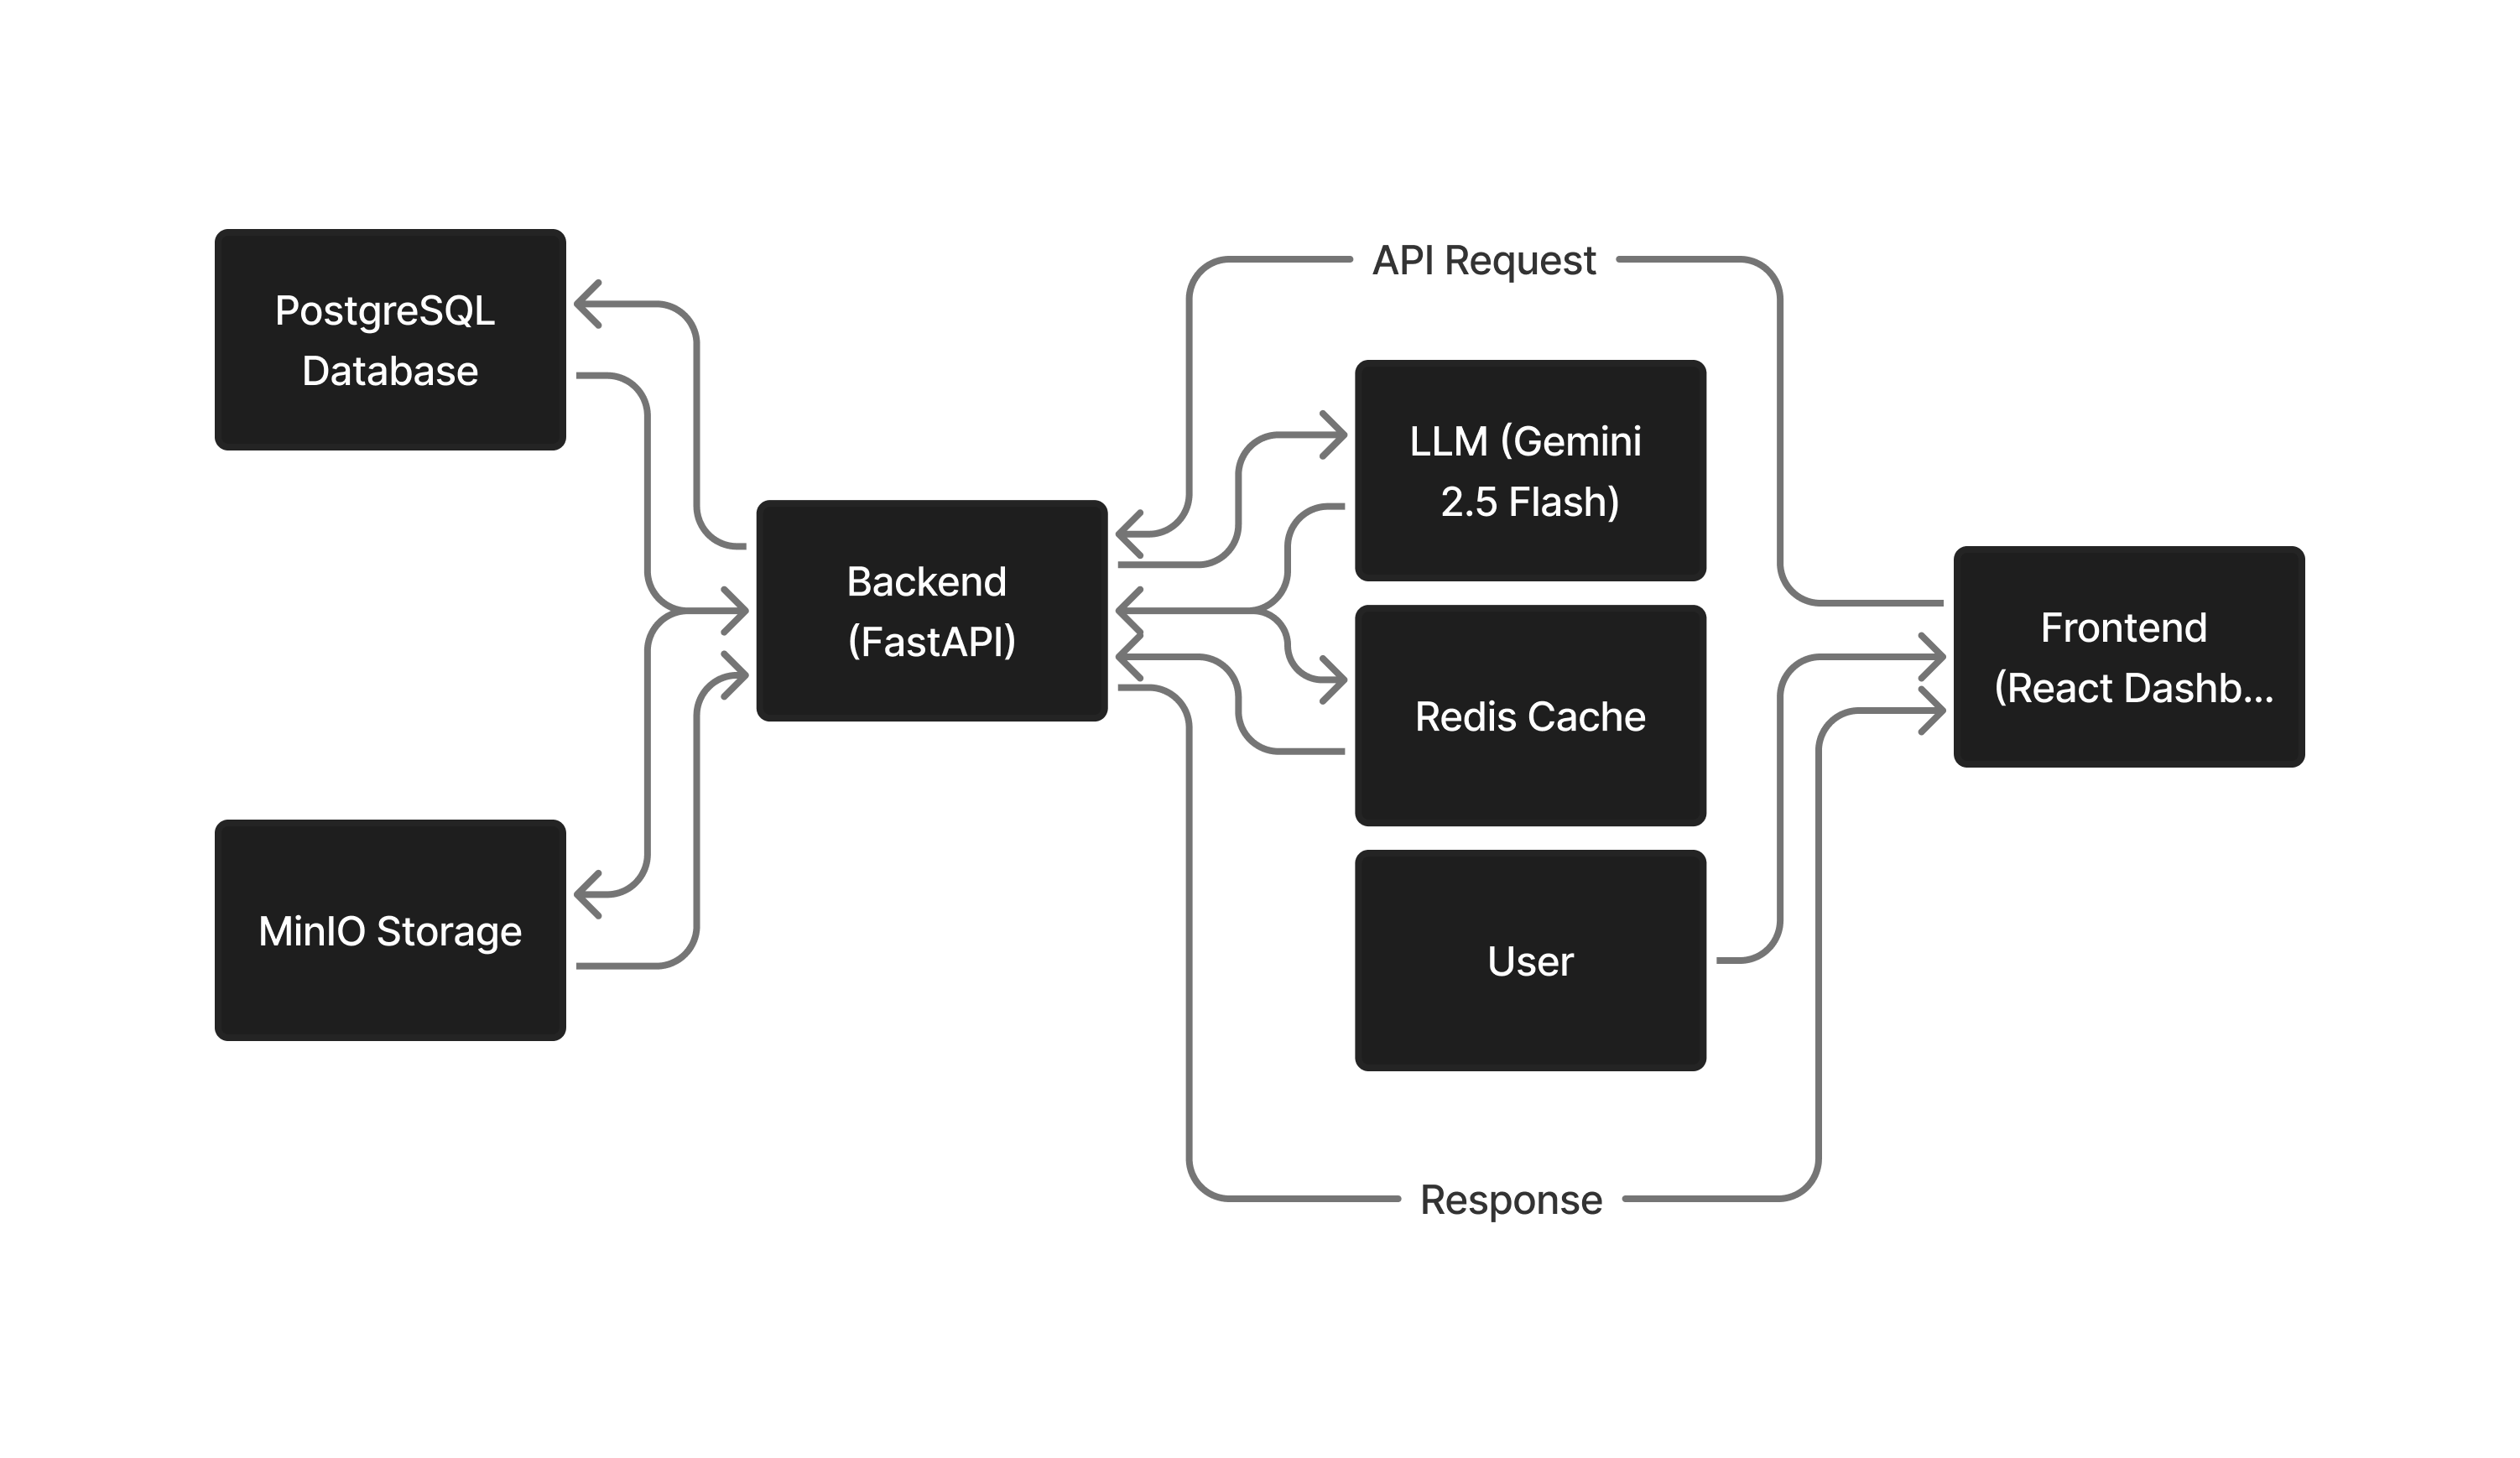 PostgreSQL
Database
MinIO Storage
Backend
(FastAPI)
API Request
LLM (Gemini
2.5 Flash)
Redis Cache
User
Response
Frontend
(React Dashb...